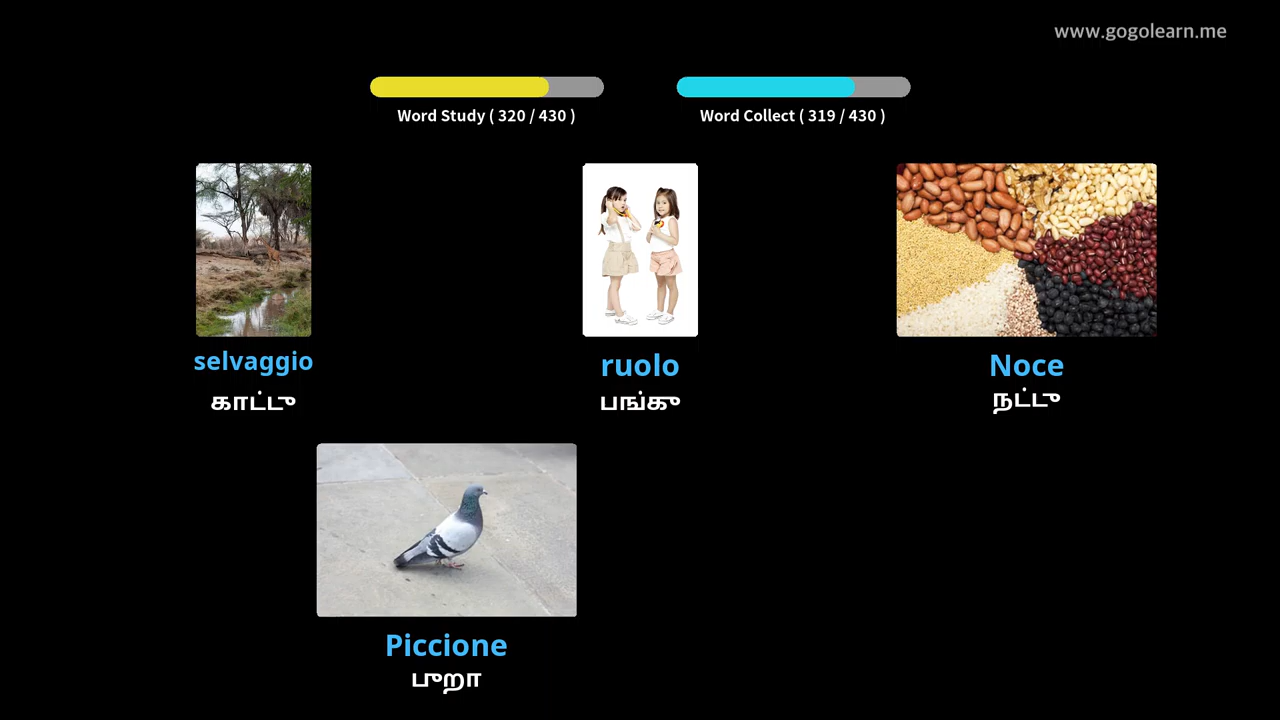 www.gogolearn.me
Word Study ( 320 / 430 )
Word Collect ( 319 / 430 )
selvaggio
காட்டு
ruolo
பங்கு
Noce
நட்டு
Piccione
புறா